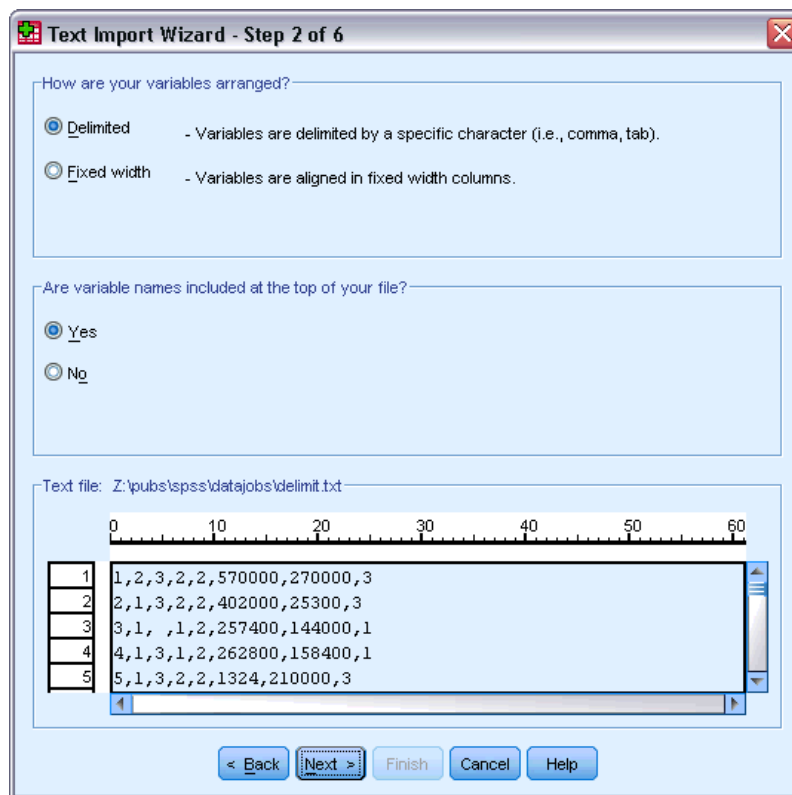 Text Import Wizard - Step 2 of 6
How are your variables arranged?
Delimited - Variables are delimited by a specific character (i.e., comma, tab).
Fixed width - Variables are aligned in fixed width columns.
Are variable names included at the top of your file?
Yes
No
Text file: Z:\pubs\spss\datajobs\delimit.txt
0 10 20 30 40 50 60
1 1,2,3,2,2,570000,270000,3
2 2,1,3,2,2,402000,25300,3
3 3,1, ,1,2,257400,144000,1
4 4,1,3,1,2,262800,158400,1
5 5,1,3,2,2,1324,210000,3
< Back Next > Finish Cancel Help